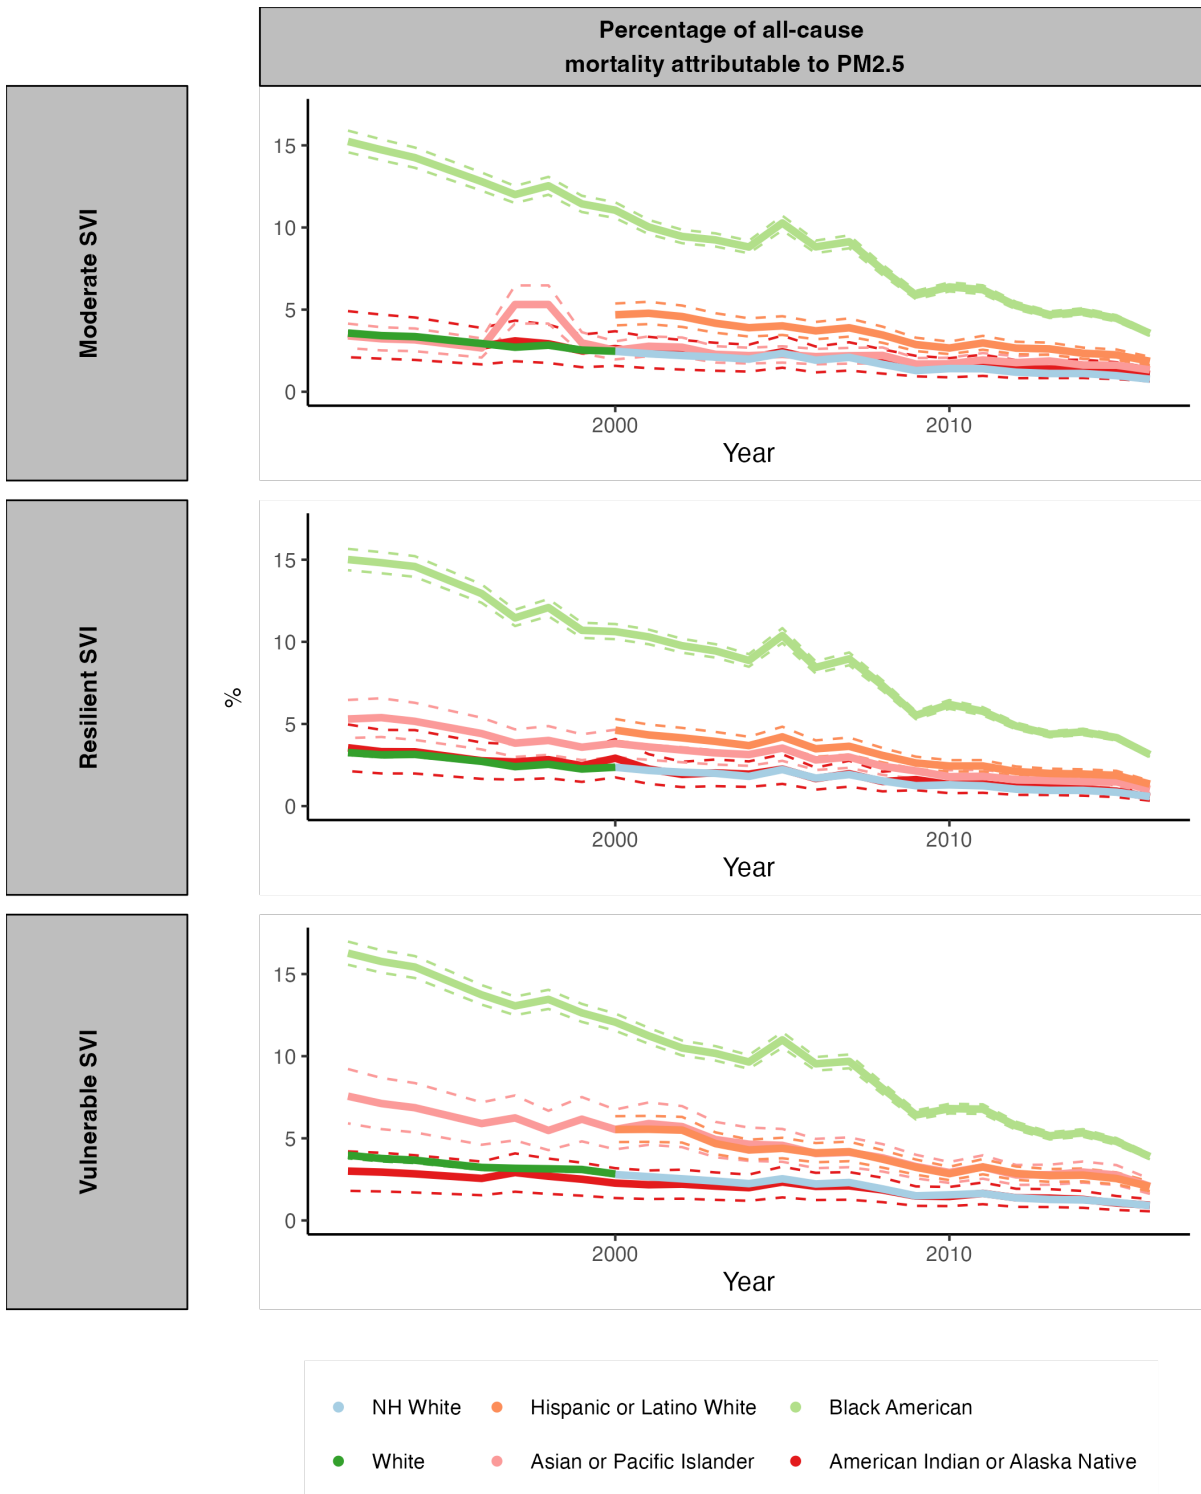 Percentage of all-cause
mortality attributable to PM2.5
Moderate SVI
15
10
5
0
2000
2010
Year
Resilient SVI
%
15
10
5
0
2000
2010
Year
Vulnerable SVI
15
10
5
0
2000
2010
Year
NH White
Hispanic or Latino White
Black American
White
Asian or Pacific Islander
American Indian or Alaska Native